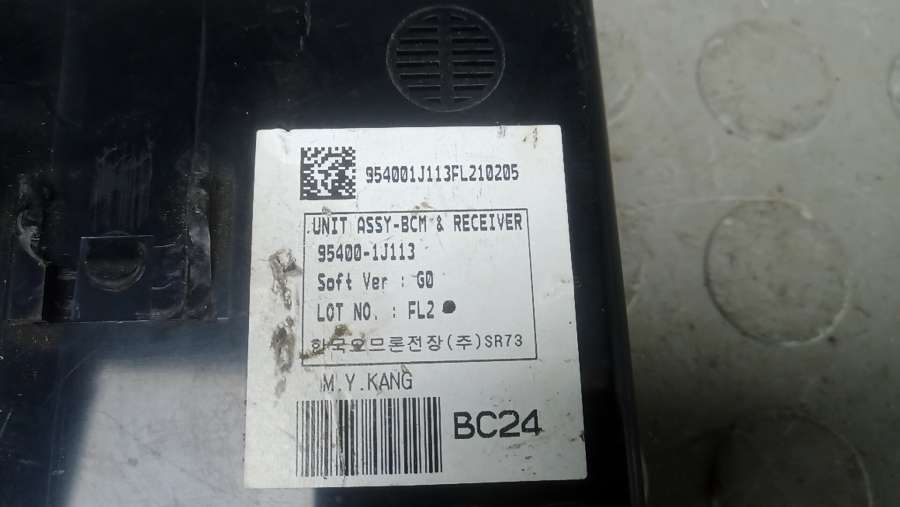 954001J113FL210205
UNIT ASSY-BCM & RECEIVER
95400-1J113
Soft Ver : G0
LOT NO. : FL2
한국오므론전장(주)SR73
M.Y.KANG
BC24